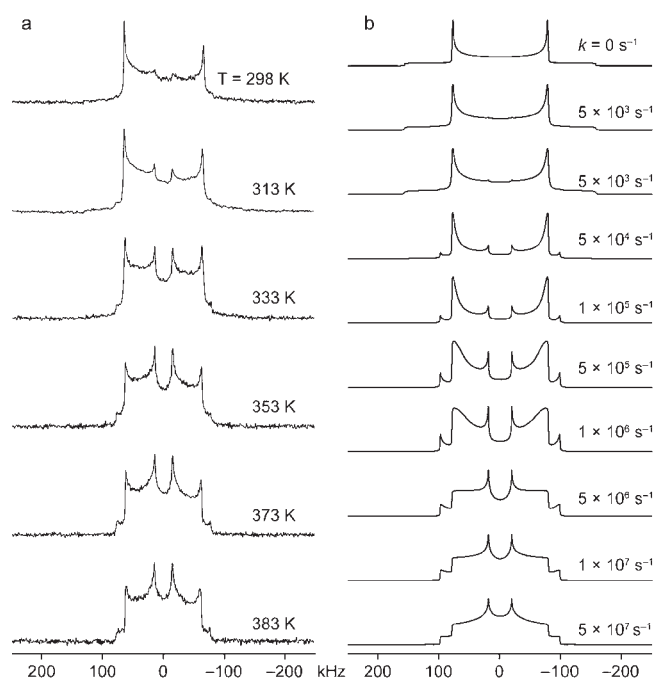 a
T = 298 K
313 K
333 K
353 K
373 K
383 K
200 100 0 kHz −100 −200
b
k = 0 s⁻¹
5 × 10³ s⁻¹
5 × 10³ s⁻¹
5 × 10⁴ s⁻¹
1 × 10⁵ s⁻¹
5 × 10⁵ s⁻¹
1 × 10⁶ s⁻¹
5 × 10⁶ s⁻¹
1 × 10⁷ s⁻¹
5 × 10⁷ s⁻¹
200 100 0 −100 −200